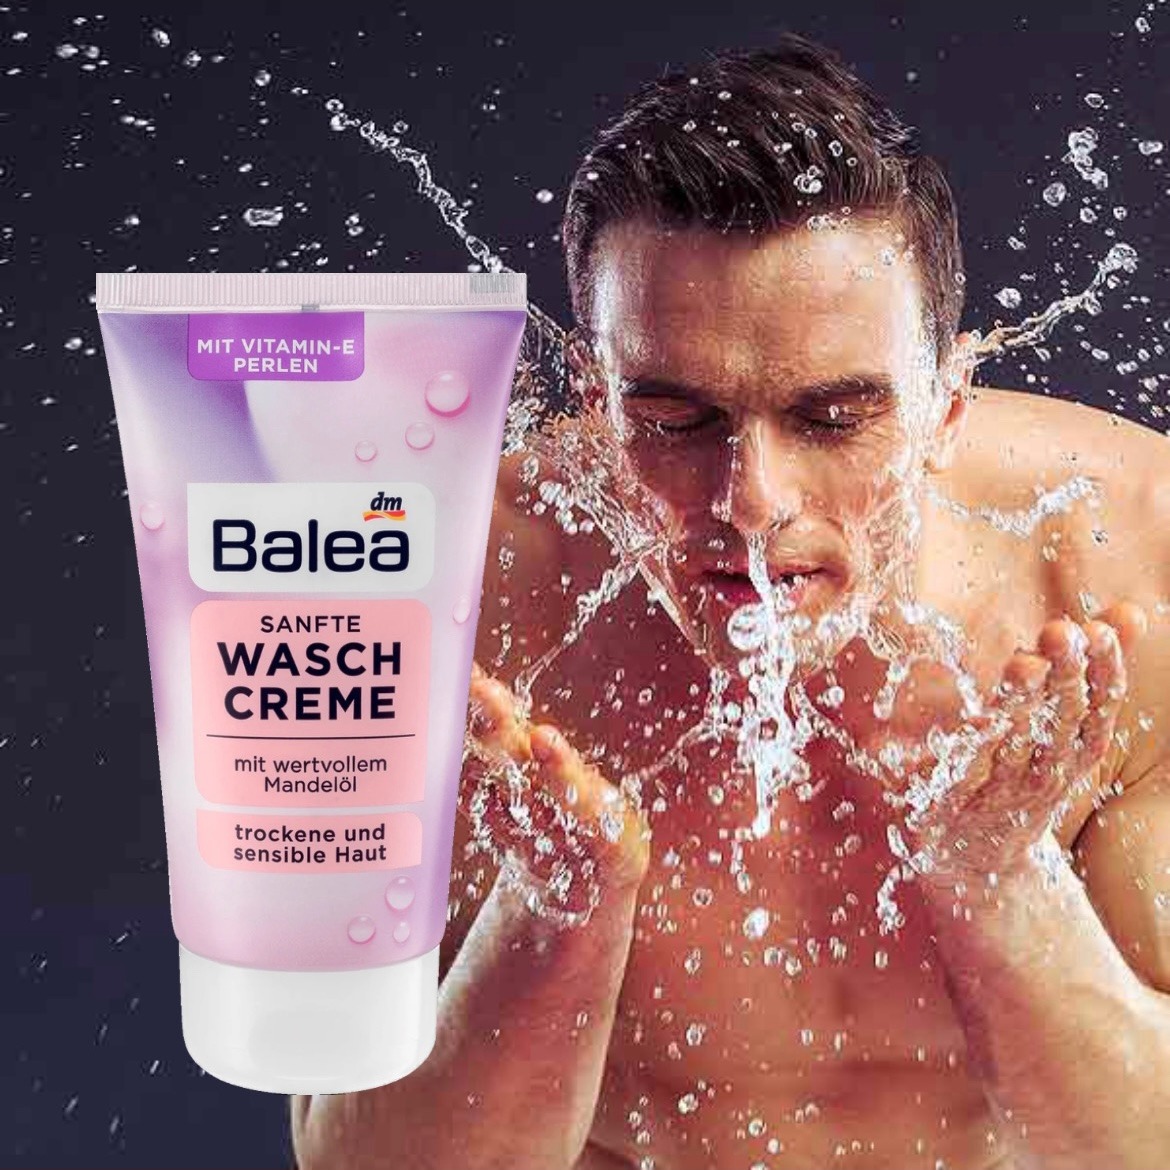 MIT VITAMIN-E
PERLEN
dm
Balea
SANFTE
WASCH
CREME
mit wertvollem
Mandelöl
trockene und
sensible Haut